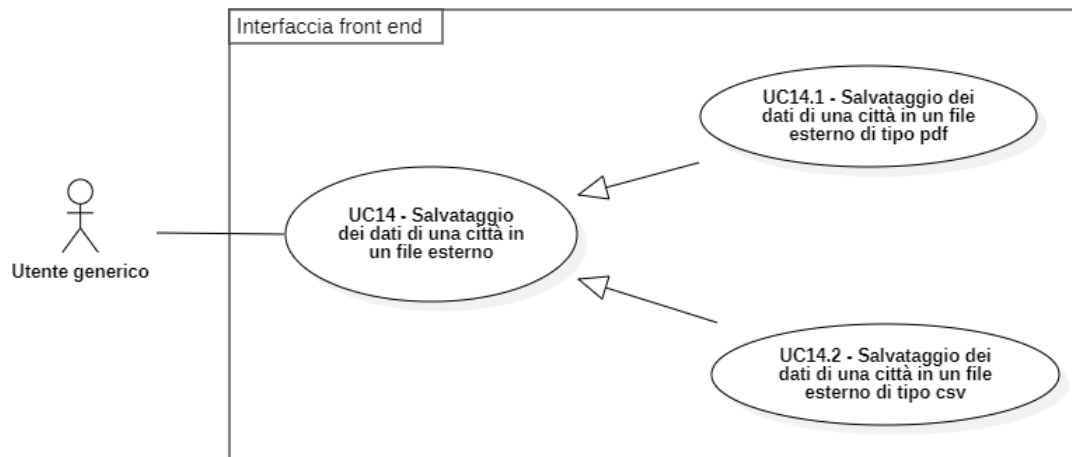 Interfaccia front end
UC14.1 - Salvataggio dei
dati di una città in un file
esterno di tipo pdf
UC14 - Salvataggio
dei dati di una città in
un file esterno
Utente generico
UC14.2 - Salvataggio dei
dati di una città in un file
esterno di tipo csv